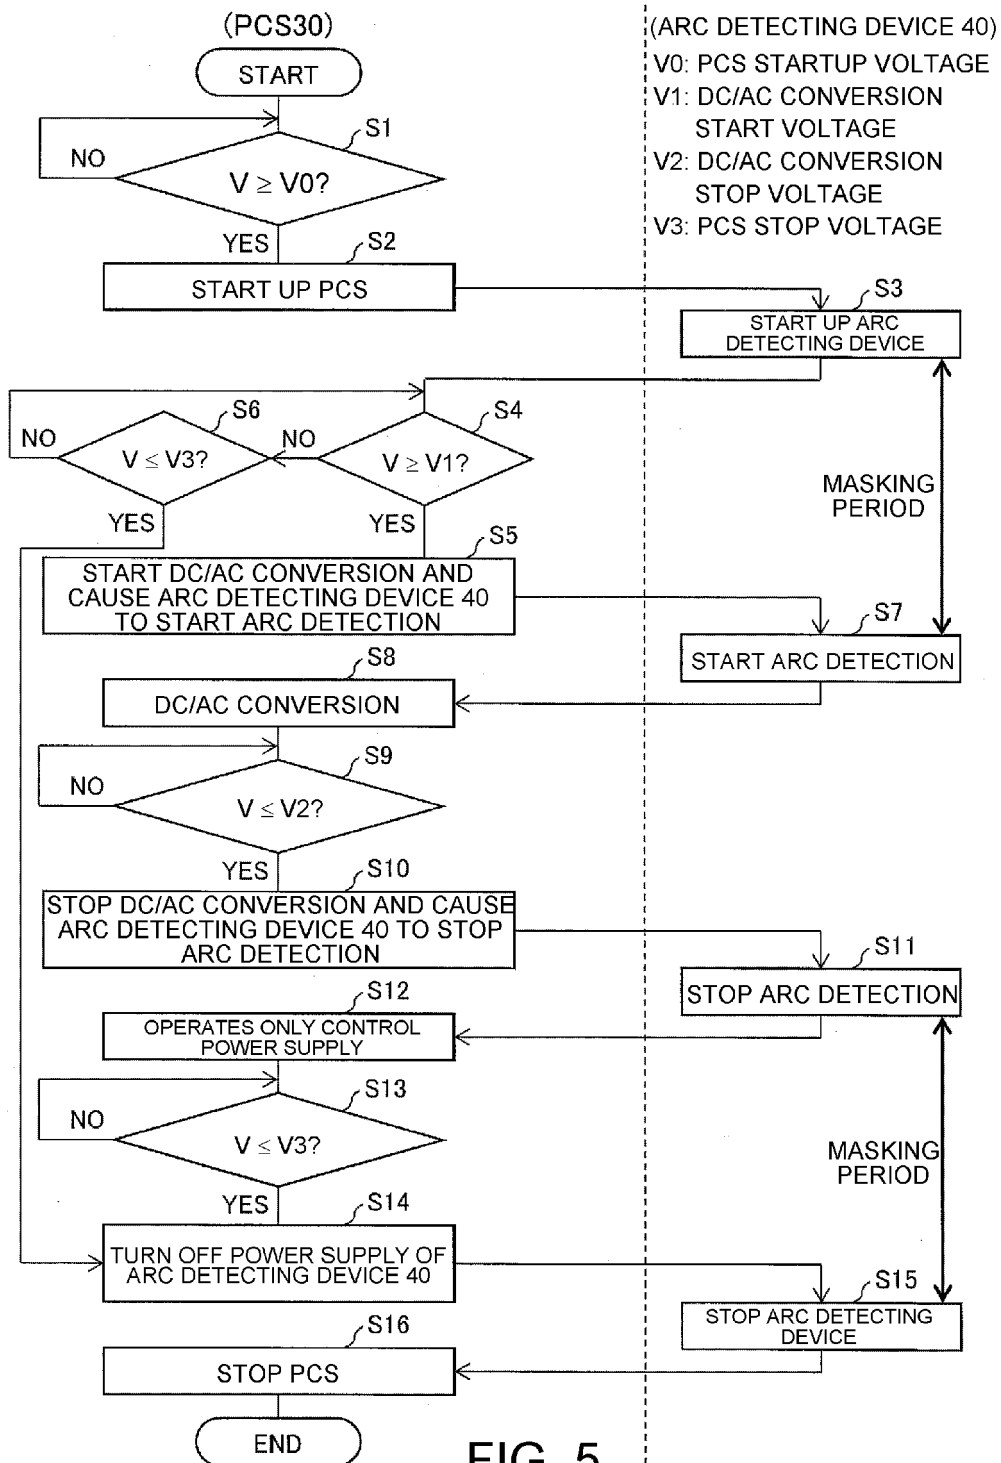 (PCS30)
START
S1
NO
V ≥ V0?
YES
S2
START UP PCS
(ARC DETECTING DEVICE 40)
V0: PCS STARTUP VOLTAGE
V1: DC/AC CONVERSION
START VOLTAGE
V2: DC/AC CONVERSION
STOP VOLTAGE
V3: PCS STOP VOLTAGE
S3
START UP ARC
DETECTING DEVICE
S6
NO
V ≤ V3?
YES
S4
NO
V ≥ V1?
YES
MASKING
PERIOD
S5
START DC/AC CONVERSION AND
CAUSE ARC DETECTING DEVICE 40
TO START ARC DETECTION
S7
START ARC DETECTION
S8
DC/AC CONVERSION
S9
NO
V ≤ V2?
YES
S10
STOP DC/AC CONVERSION AND CAUSE
ARC DETECTING DEVICE 40 TO STOP
ARC DETECTION
S11
STOP ARC DETECTION
S12
OPERATES ONLY CONTROL
POWER SUPPLY
S13
NO
V ≤ V3?
YES
MASKING
PERIOD
S14
TURN OFF POWER SUPPLY OF
ARC DETECTING DEVICE 40
S15
STOP ARC DETECTING
DEVICE
S16
STOP PCS
END
FIG. 5